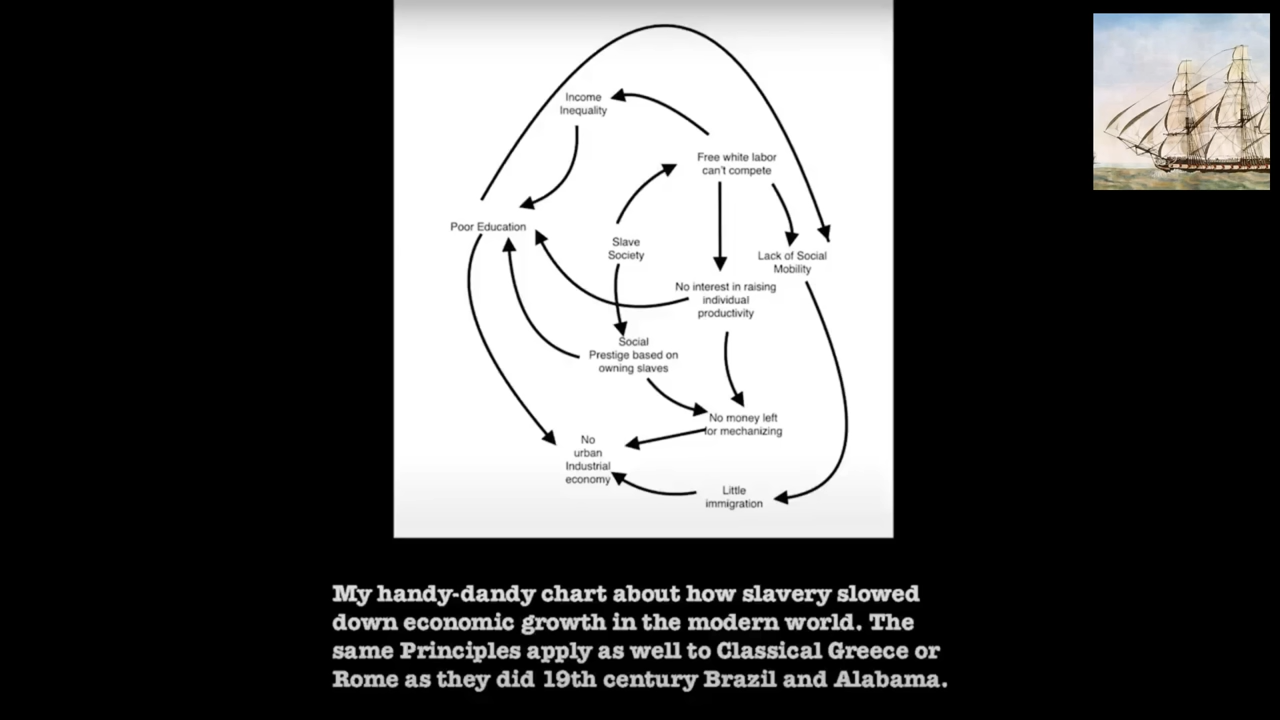 Income
Inequality
Free white labor
can't compete
Poor Education
Slave
Society
Lack of Social
Mobility
No interest in raising
individual
productivity
Social
Prestige based on
owning slaves
No money left
for mechanizing
No
urban
Industrial
economy
Little
immigration
My handy-dandy chart about how slavery slowed
down economic growth in the modern world. The
same Principles apply as well to Classical Greece or
Rome as they did 19th century Brazil and Alabama.